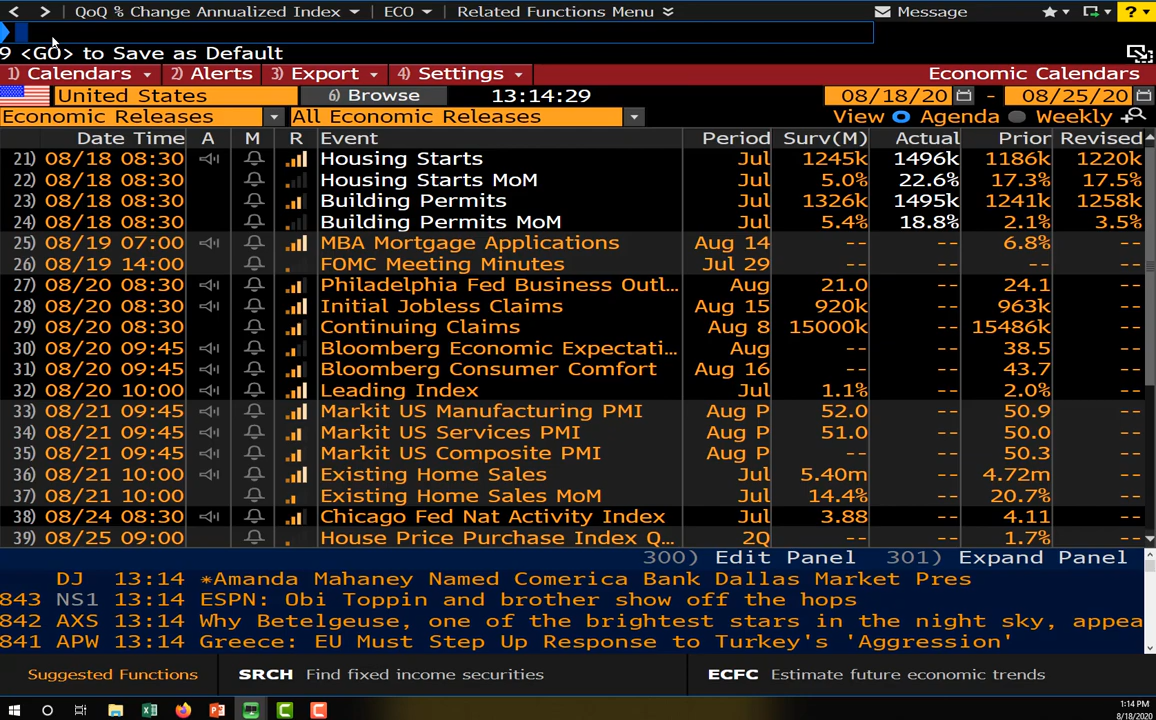 < > QoQ % Change Annualized Index ECO Related Functions Menu Message ?
9 <GO> to Save as Default
1) Calendars 2) Alerts 3) Export 4) Settings Economic Calendars
United States 6) Browse 13:14:29 08/18/20 - 08/25/20
Economic Releases All Economic Releases View Agenda Weekly
Date Time A M R Event Period Surv(M) Actual Prior Revised
21) 08/18 08:30 Housing Starts Jul 1245k 1496k 1186k 1220k
22) 08/18 08:30 Housing Starts MoM Jul 5.0% 22.6% 17.3% 17.5%
23) 08/18 08:30 Building Permits Jul 1326k 1495k 1241k 1258k
24) 08/18 08:30 Building Permits MoM Jul 5.4% 18.8% 2.1% 3.5%
25) 08/19 07:00 MBA Mortgage Applications Aug 14 -- -- 6.8% --
26) 08/19 14:00 FOMC Meeting Minutes Jul 29 -- -- -- --
27) 08/20 08:30 Philadelphia Fed Business Outl... Aug 21.0 -- 24.1 --
28) 08/20 08:30 Initial Jobless Claims Aug 15 920k -- 963k --
29) 08/20 08:30 Continuing Claims Aug 8 15000k -- 15486k --
30) 08/20 09:45 Bloomberg Economic Expectati... Aug -- -- 38.5 --
31) 08/20 09:45 Bloomberg Consumer Comfort Aug 16 -- -- 43.7 --
32) 08/20 10:00 Leading Index Jul 1.1% -- 2.0% --
33) 08/21 09:45 Markit US Manufacturing PMI Aug P 52.0 -- 50.9 --
34) 08/21 09:45 Markit US Services PMI Aug P 51.0 -- 50.0 --
35) 08/21 09:45 Markit US Composite PMI Aug P -- -- 50.3 --
36) 08/21 10:00 Existing Home Sales Jul 5.40m -- 4.72m --
37) 08/21 10:00 Existing Home Sales MoM Jul 14.4% -- 20.7% --
38) 08/24 08:30 Chicago Fed Nat Activity Index Jul 3.88 -- 4.11 --
39) 08/25 09:00 House Price Purchase Index Q... 2Q -- -- 1.7% --
300) Edit Panel 301) Expand Panel
DJ 13:14 *Amanda Mahaney Named Comerica Bank Dallas Market Pres
843 NS1 13:14 ESPN: Obi Toppin and brother show off the hops
842 AXS 13:14 Why Betelgeuse, one of the brightest stars in the night sky, appea
841 APW 13:14 Greece: EU Must Step Up Response to Turkey's 'Aggression'
Suggested Functions SRCH Find fixed income securities ECFC Estimate future economic trends
1:14 PM
8/18/2020